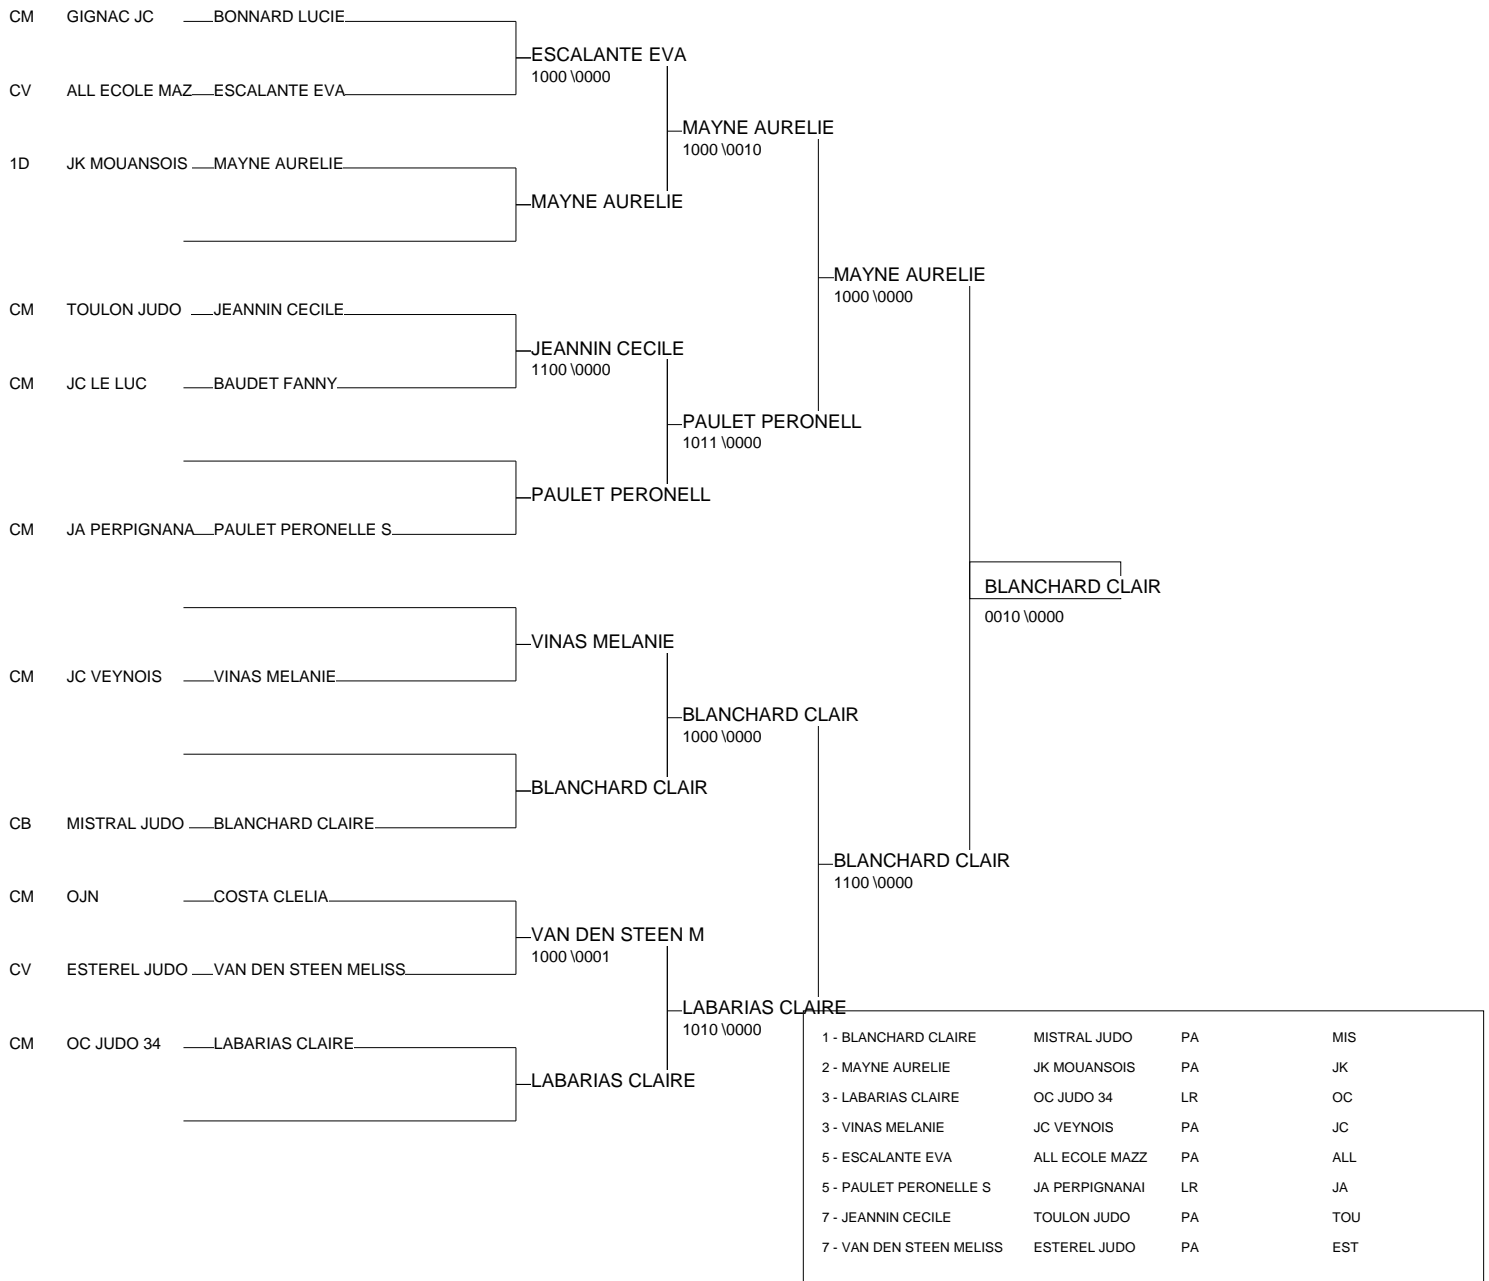 CM GIGNAC JC BONNARD LUCIE
ESCALANTE EVA
1000 \0000
CV ALL ECOLE MAZ ESCALANTE EVA
MAYNE AURELIE
1000 \0010
1D JK MOUANSOIS MAYNE AURELIE
MAYNE AURELIE
MAYNE AURELIE
1000 \0000
CM TOULON JUDO JEANNIN CECILE
JEANNIN CECILE
1100 \0000
CM JC LE LUC BAUDET FANNY
PAULET PERONELL
1011 \0000
PAULET PERONELL
CM JA PERPIGNANA PAULET PERONELLE S
BLANCHARD CLAIR
0010 \0000
VINAS MELANIE
CM JC VEYNOIS VINAS MELANIE
BLANCHARD CLAIR
1000 \0000
BLANCHARD CLAIR
CB MISTRAL JUDO BLANCHARD CLAIRE
BLANCHARD CLAIR
1100 \0000
CM OJN COSTA CLELIA
VAN DEN STEEN M
1000 \0001
CV ESTEREL JUDO VAN DEN STEEN MELISS
LABARIAS CLAIRE
1010 \0000
CM OC JUDO 34 LABARIAS CLAIRE
LABARIAS CLAIRE
1 - BLANCHARD CLAIRE MISTRAL JUDO PA MIS
2 - MAYNE AURELIE JK MOUANSOIS PA JK
3 - LABARIAS CLAIRE OC JUDO 34 LR OC
3 - VINAS MELANIE JC VEYNOIS PA JC
5 - ESCALANTE EVA ALL ECOLE MAZZ PA ALL
5 - PAULET PERONELLE S JA PERPIGNANAI LR JA
7 - JEANNIN CECILE TOULON JUDO PA TOU
7 - VAN DEN STEEN MELISS ESTEREL JUDO PA EST